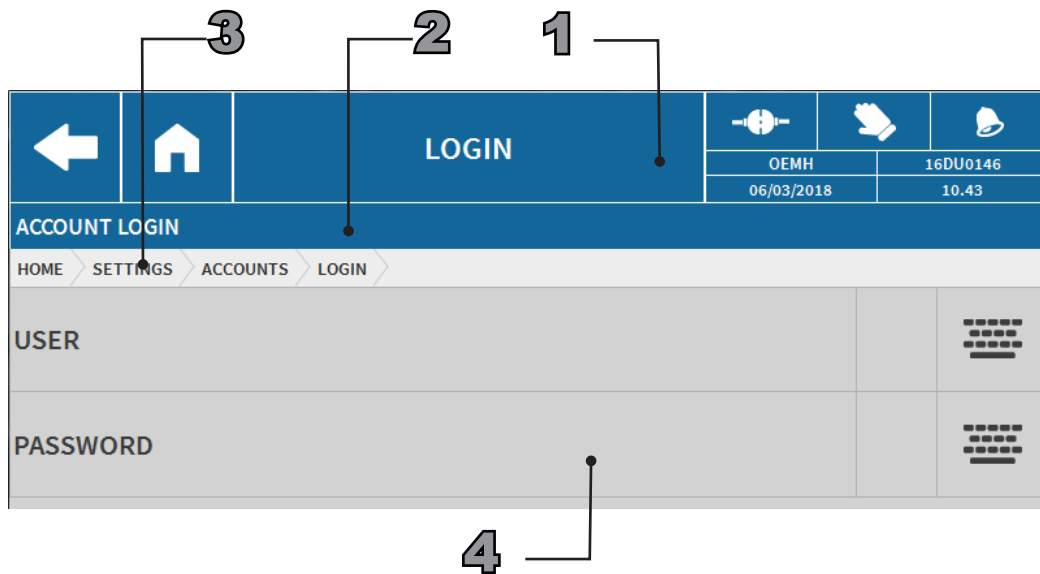 3 2 1
LOGIN
OEMH 16DU0146
06/03/2018 10.43
ACCOUNT LOGIN
HOME SETTINGS ACCOUNTS LOGIN
USER
PASSWORD
4